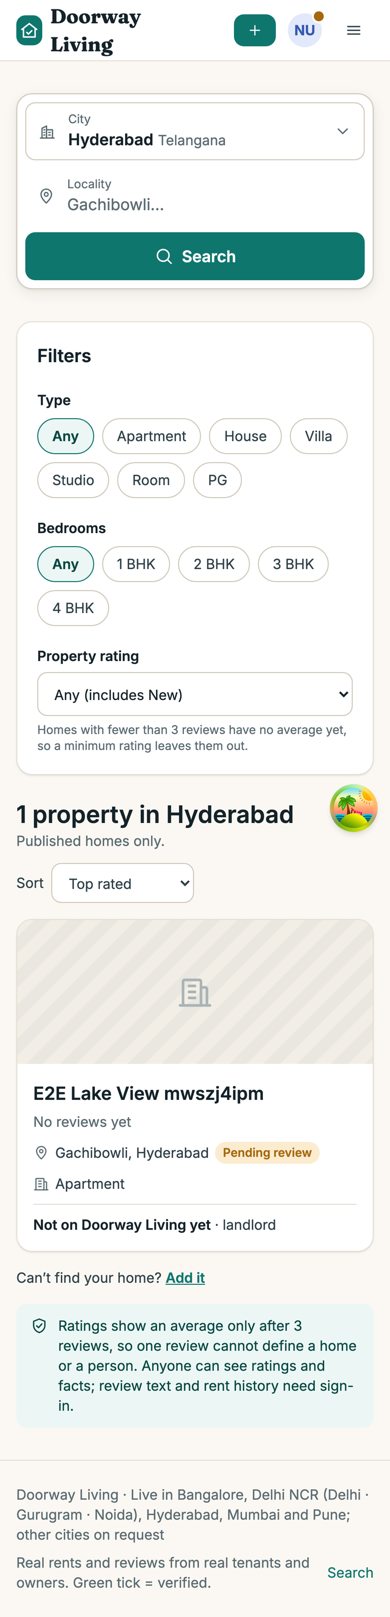 Doorway
Living
+
NU
City
Hyderabad Telangana
Locality
Gachibowli...
Search
Filters
Type
Any
Apartment
House
Villa
Studio
Room
PG
Bedrooms
Any
1 BHK
2 BHK
3 BHK
4 BHK
Property rating
Any (includes New)
Homes with fewer than 3 reviews have no average yet,
so a minimum rating leaves them out.
1 property in Hyderabad
Published homes only.
Sort
Top rated
E2E Lake View mwszj4ipm
No reviews yet
Gachibowli, Hyderabad Pending review
Apartment
Not on Doorway Living yet · landlord
Can't find your home? Add it
Ratings show an average only after 3
reviews, so one review cannot define a home
or a person. Anyone can see ratings and
facts; review text and rent history need sign-
in.
Doorway Living · Live in Bangalore, Delhi NCR (Delhi ·
Gurugram · Noida), Hyderabad, Mumbai and Pune;
other cities on request
Real rents and reviews from real tenants and
owners. Green tick = verified.
Search